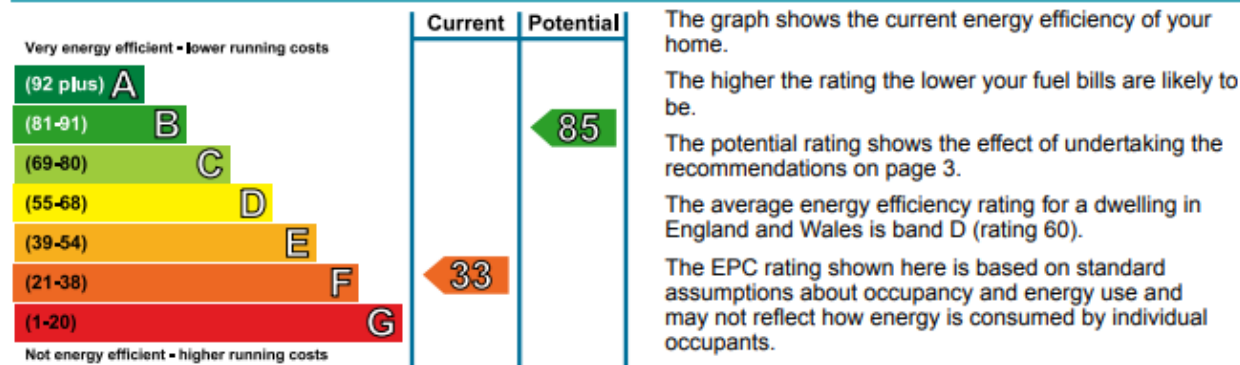 Current Potential
Very energy efficient - lower running costs
(92 plus) A
(81-91) B
85
(69-80) C
(55-68) D
(39-54) E
(21-38) F
33
(1-20) G
Not energy efficient - higher running costs
The graph shows the current energy efficiency of your
home.
The higher the rating the lower your fuel bills are likely to
be.
The potential rating shows the effect of undertaking the
recommendations on page 3.
The average energy efficiency rating for a dwelling in
England and Wales is band D (rating 60).
The EPC rating shown here is based on standard
assumptions about occupancy and energy use and
may not reflect how energy is consumed by individual
occupants.